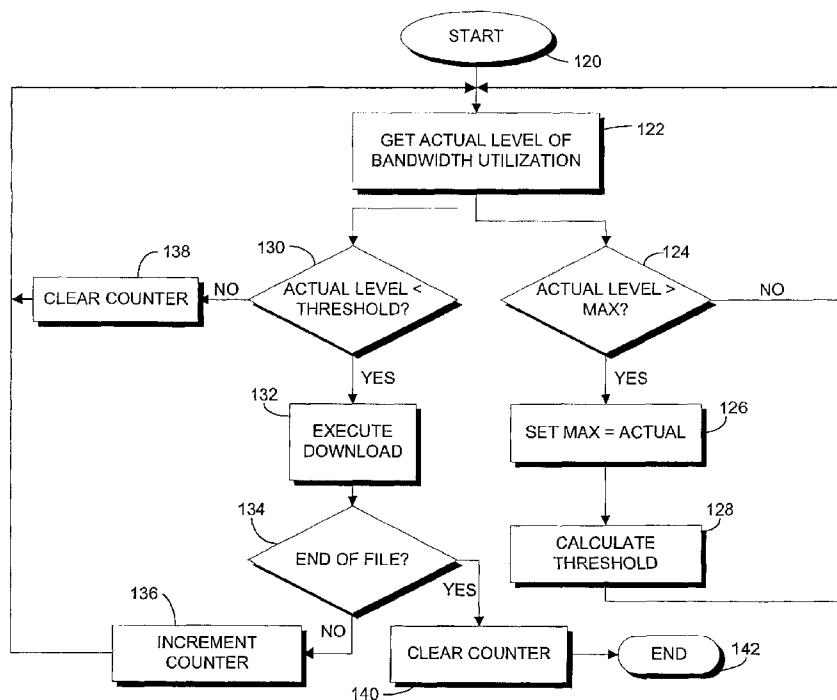 START
120
GET ACTUAL LEVEL OF
BANDWIDTH UTILIZATION
122
138
130
124
CLEAR COUNTER
NO
ACTUAL LEVEL <
THRESHOLD?
ACTUAL LEVEL >
MAX?
NO
YES
YES
132
126
EXECUTE
DOWNLOAD
SET MAX = ACTUAL
134
128
END OF FILE?
CALCULATE
THRESHOLD
YES
136
NO
INCREMENT
COUNTER
CLEAR COUNTER
END
140
142